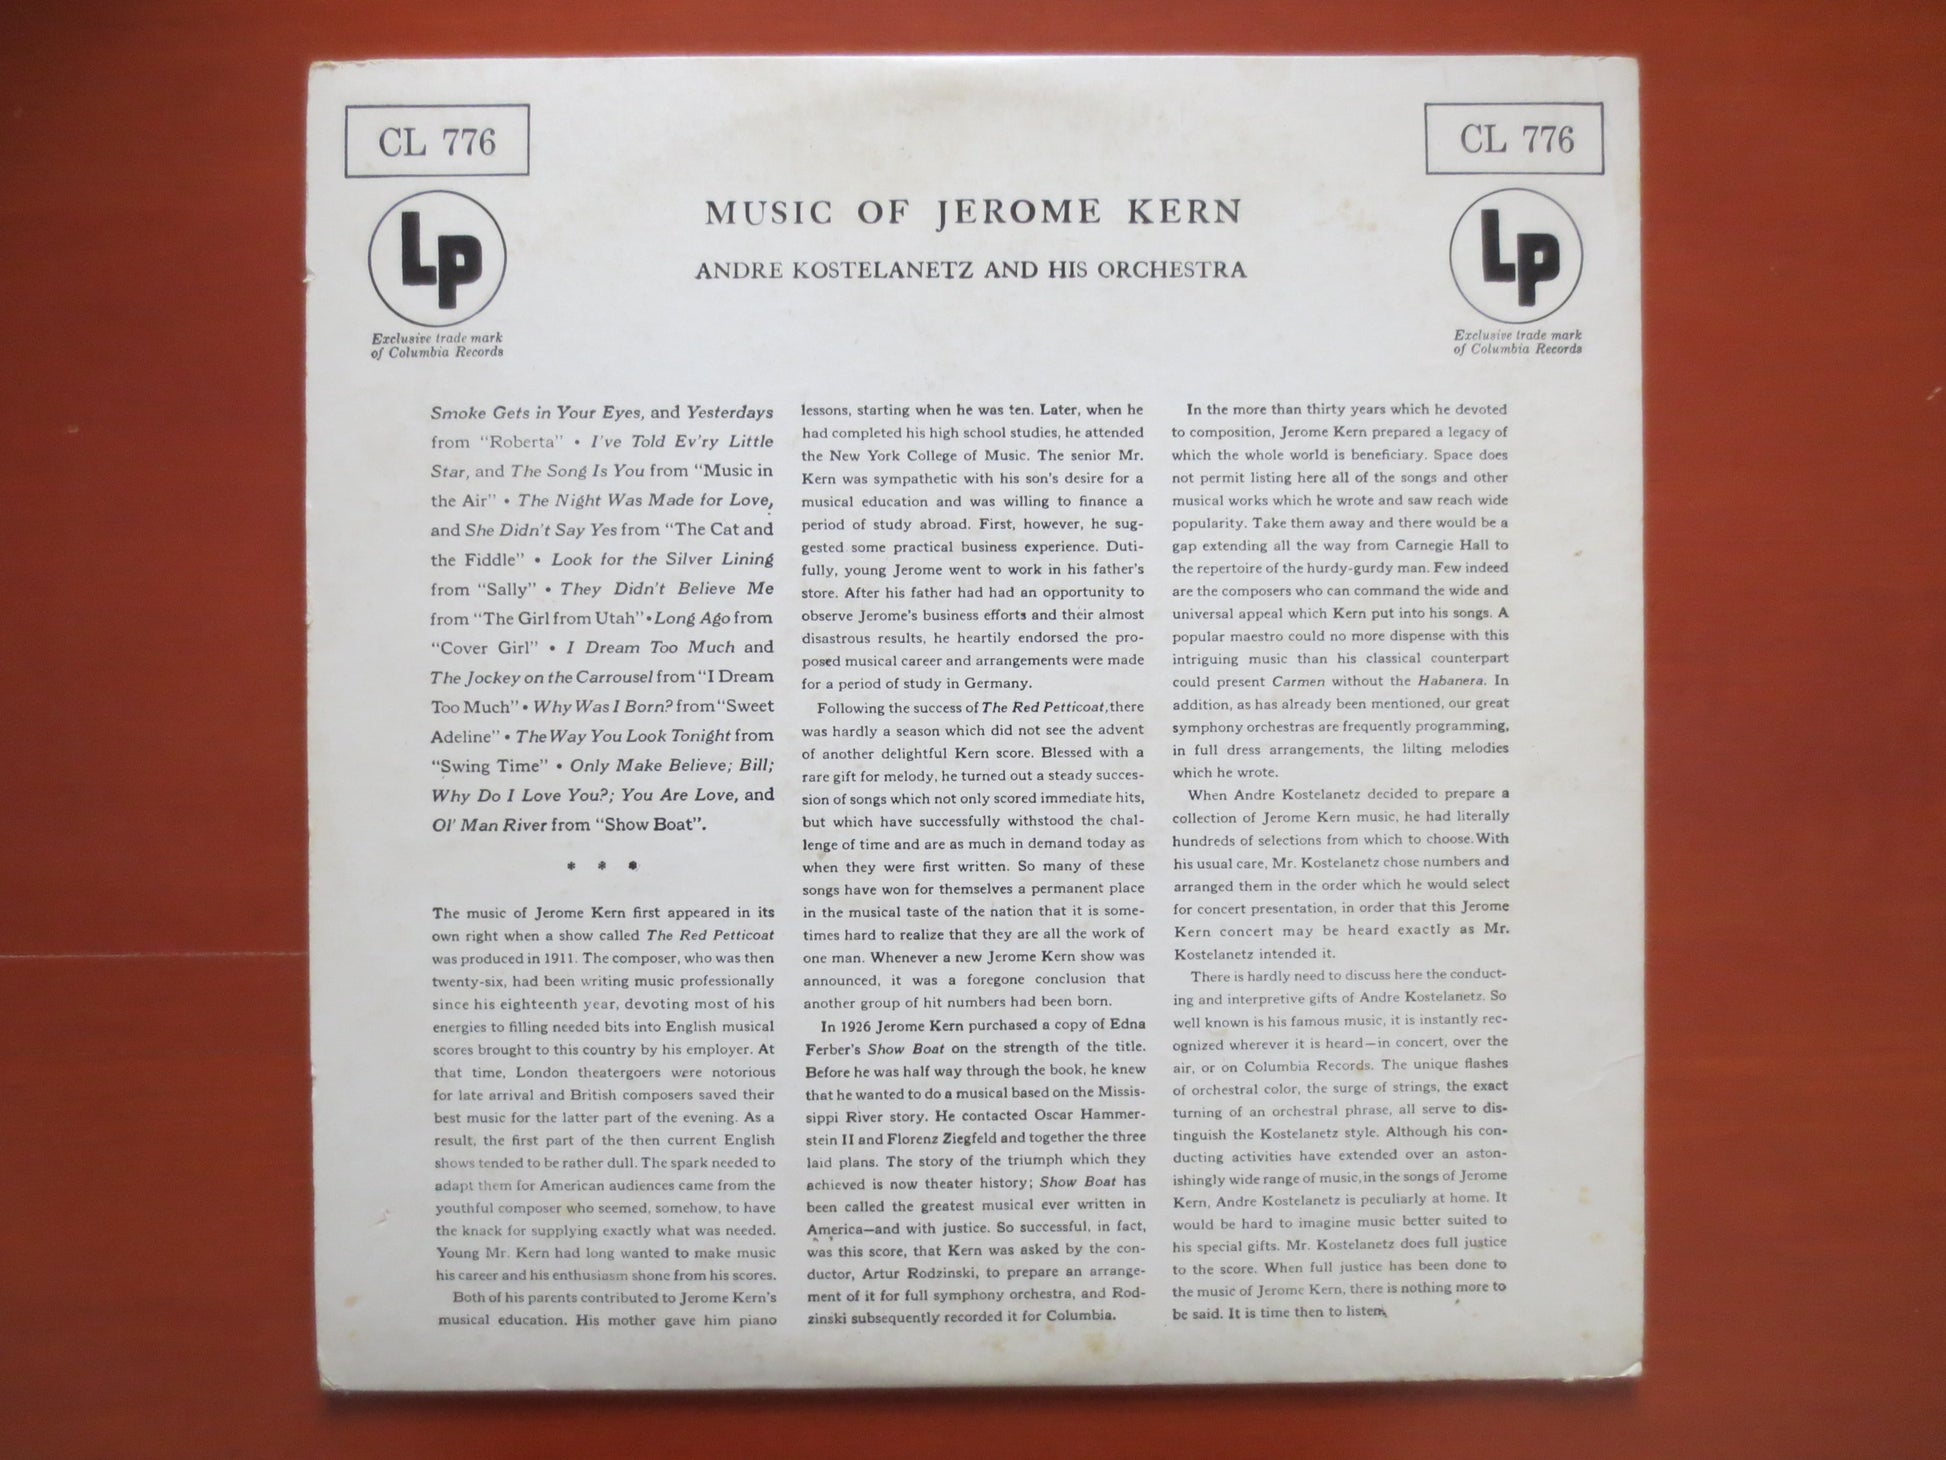 CL 776
CL 776
LP
LP
Exclusive trade mark
of Columbia Records
Exclusive trade mark
of Columbia Records
MUSIC OF JEROME KERN
ANDRE KOSTELANETZ AND HIS ORCHESTRA
Smoke Gets in Your Eyes, and Yesterdays
from "Roberta" • I've Told Ev'ry Little
Star, and The Song Is You from "Music in
the Air" • The Night Was Made for Love,
and She Didn't Say Yes from "The Cat and
the Fiddle" • Look for the Silver Lining
from "Sally" • They Didn't Believe Me
from "The Girl from Utah" • Long Ago from
"Cover Girl" • I Dream Too Much and
The Jockey on the Carrousel from "I Dream
Too Much" • Why Was I Born? from "Sweet
Adeline" • The Way You Look Tonight from
"Swing Time" • Only Make Believe; Bill;
Why Do I Love You?; You Are Love, and
Ol' Man River from "Show Boat".
* * *
The music of Jerome Kern first appeared in its
own right when a show called The Red Petticoat
was produced in 1911. The composer, who was then
twenty-six, had been writing music professionally
since his eighteenth year, devoting most of his
energies to filling needed bits into English musical
scores brought to this country by his employer. At
that time, London theatergoers were notorious
for late arrival and British composers saved their
best music for the latter part of the evening. As a
result, the first part of the then current English
shows tended to be rather dull. The spark needed to
adapt them for American audiences came from the
youthful composer who seemed, somehow, to have
the knack for supplying exactly what was needed.
Young Mr. Kern had long wanted to make music
his career and his enthusiasm shone from his scores.
Both of his parents contributed to Jerome Kern's
musical education. His mother gave him piano
lessons, starting when he was ten. Later, when he
had completed his high school studies, he attended
the New York College of Music. The senior Mr.
Kern was sympathetic with his son's desire for a
musical education and was willing to finance a
period of study abroad. First, however, he sug-
gested some practical business experience. Duti-
fully, young Jerome went to work in his father's
store. After his father had had an opportunity to
observe Jerome's business efforts and their almost
disastrous results, he heartily endorsed the pro-
posed musical career and arrangements were made
for a period of study in Germany.
Following the success of The Red Petticoat, there
was hardly a season which did not see the advent
of another delightful Kern score. Blessed with a
rare gift for melody, he turned out a steady succes-
sion of songs which not only scored immediate hits,
but which have successfully withstood the chal-
lenge of time and are as much in demand today as
when they were first written. So many of these
songs have won for themselves a permanent place
in the musical taste of the nation that it is some-
times hard to realize that they are all the work of
one man. Whenever a new Jerome Kern show was
announced, it was a foregone conclusion that
another group of hit numbers had been born.
In 1926 Jerome Kern purchased a copy of Edna
Ferber's Show Boat on the strength of the title.
Before he was half way through the book, he knew
that he wanted to do a musical based on the Missis-
sippi River story. He contacted Oscar Hammer-
stein II and Florenz Ziegfeld and together the three
laid plans. The story of the triumph which they
achieved is now theater history; Show Boat has
been called the greatest musical ever written in
America—and with justice. So successful, in fact,
was this score, that Kern was asked by the con-
ductor, Artur Rodzinski, to prepare an arrange-
ment of it for full symphony orchestra, and Rod-
zinski subsequently recorded it for Columbia.
In the more than thirty years which he devoted
to composition, Jerome Kern prepared a legacy of
which the whole world is beneficiary. Space does
not permit listing here all of the songs and other
musical works which he wrote and saw reach wide
popularity. Take them away and there would be a
gap extending all the way from Carnegie Hall to
the repertoire of the hurdy-gurdy man. Few indeed
are the composers who can command the wide and
universal appeal which Kern put into his songs. A
popular maestro could no more dispense with this
intriguing music than his classical counterpart
could present Carmen without the Habanera. In
addition, as has already been mentioned, our great
symphony orchestras are frequently programming,
in full dress arrangements, the lilting melodies
which he wrote.
When Andre Kostelanetz decided to prepare a
collection of Jerome Kern music, he had literally
hundreds of selections from which to choose. With
his usual care, Mr. Kostelanetz chose numbers and
arranged them in the order which he would select
for concert presentation, in order that this Jerome
Kern concert may be heard exactly as Mr.
Kostelanetz intended it.
There is hardly need to discuss here the conduct-
ing and interpretive gifts of Andre Kostelanetz. So
well known is his famous music, it is instantly rec-
ognized wherever it is heard—in concert, over the
air, or on Columbia Records. The unique flashes
of orchestral color, the surge of strings, the exact
turning of an orchestral phrase, all serve to dis-
tinguish the Kostelanetz style. Although his con-
ducting activities have extended over an aston-
ishingly wide range of music, in the songs of Jerome
Kern, Andre Kostelanetz is peculiarly at home. It
would be hard to imagine music better suited to
his special gifts. Mr. Kostelanetz does full justice
to the score. When full justice has been done to
the music of Jerome Kern, there is nothing more to
be said. It is time then to listen.